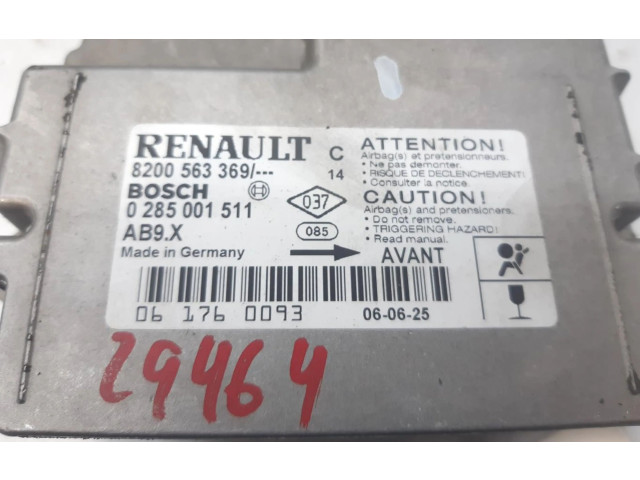 RENAULT C
8200 563 369/--- 14
BOSCH
0 285 001 511
AB9.X
Made in Germany
037
085
ATTENTION!
Airbag(s) et pretensionneurs.
• Ne pas demonter.
• RISQUE DE DECLENCHEMENT!
• Consulter la notice.
CAUTION!
Airbag(s) and pretensioners.
• Do not remove.
• TRIGGERING HAZARD!
• Read manual.
AVANT
06 176 0093
06-06-25
29464